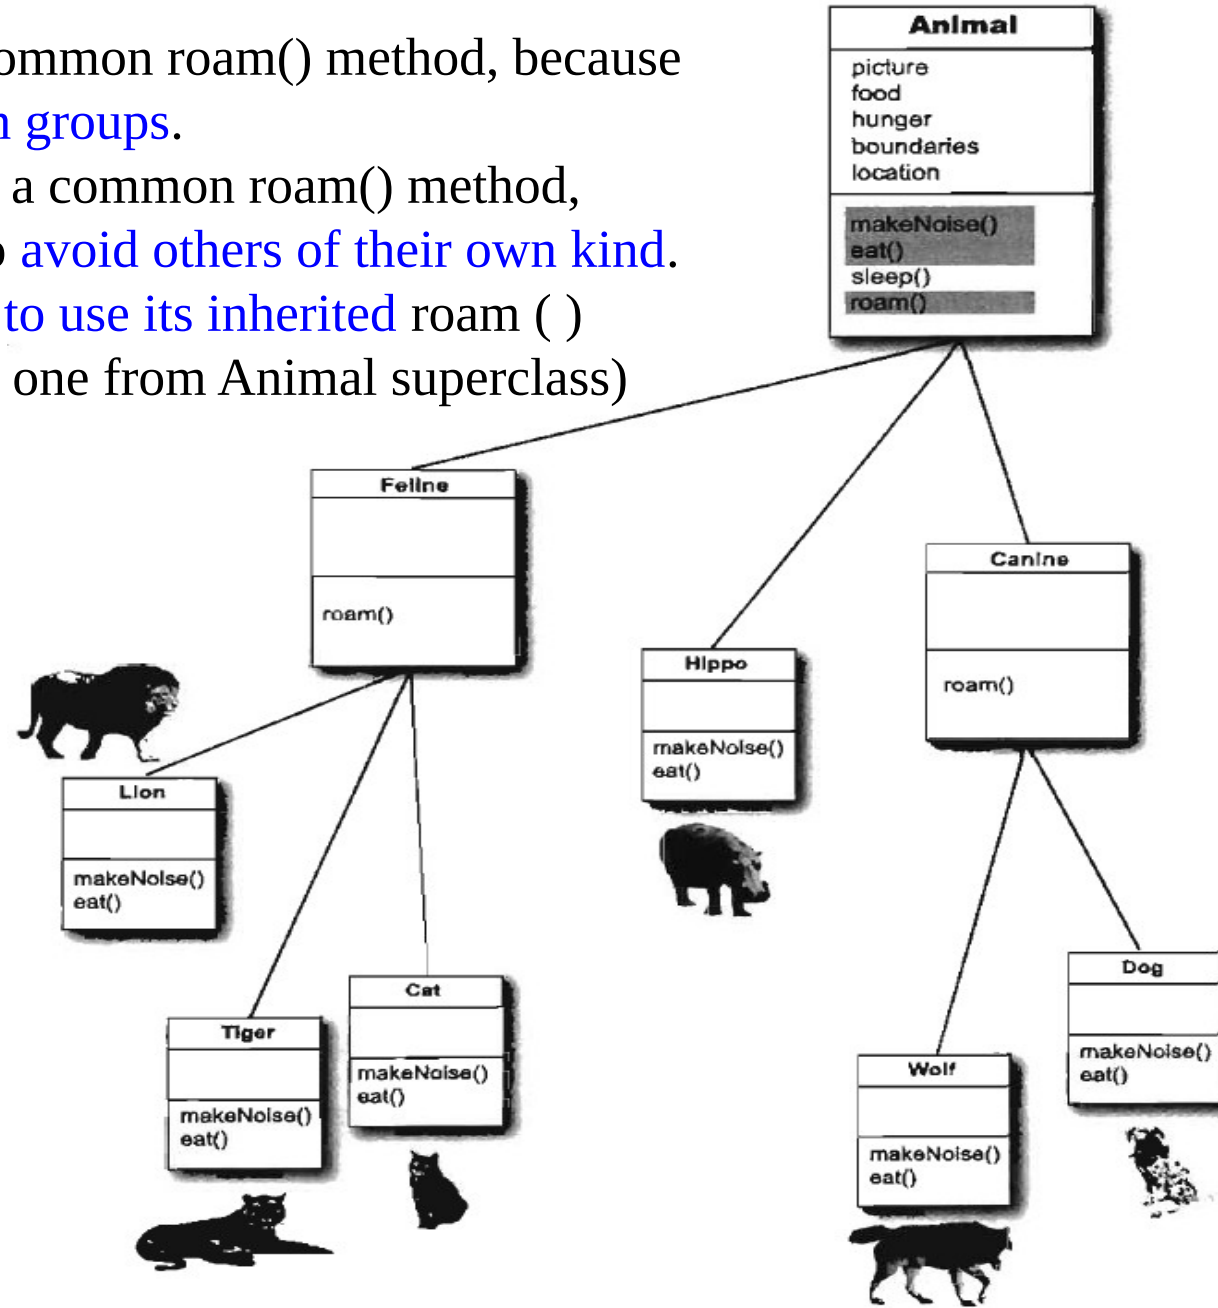 ommon roam() method, because
n groups.
a common roam() method,
o avoid others of their own kind.
to use its inherited roam ( )
one from Animal superclass)
Animal
picture
food
hunger
boundaries
location
makeNoise()
eat()
sleep()
roam()
Feline
roam()
Canine
roam()
Hippo
makeNoise()
eat()
Lion
makeNoise()
eat()
Dog
makeNoise()
eat()
Cat
makeNoise()
eat()
Tiger
makeNoise()
eat()
Wolf
makeNoise()
eat()